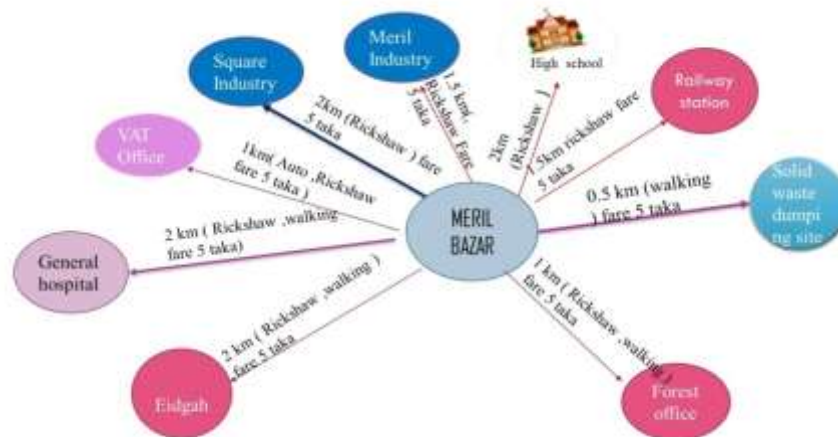 Square
Industry
Meril
Industry
High school
Railway
station
VAT
Office
2km (Rickshaw ) fare
5 taka
1.5 km(
Rickshaw Fare
5 taka
2km
(Rickshaw )
5km rickshaw fare
5 taka
1km( Auto ,Rickshaw
fare 5 taka )
MERIL
BAZAR
0.5 km (walking
) fare 5 taka
Solid
waste
dumpi
ng site
2 km ( Rickshaw ,walking
fare 5 taka)
General
hospital
2 km ( Rickshaw ,walking )
fare 5 taka
Eidgah
1 km ( Rickshaw ,walking )
fare 5 taka
Forest
office